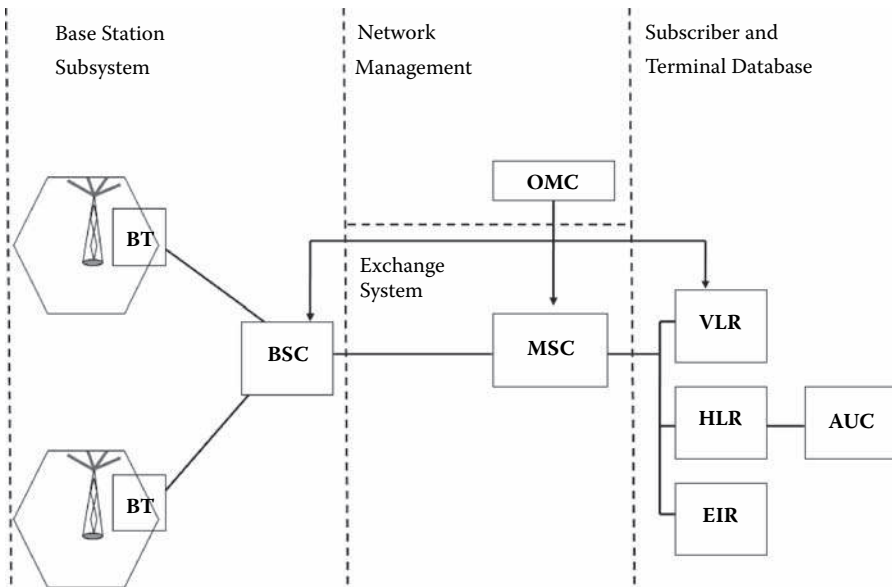 Base Station
Subsystem
Network
Management
Subscriber and
Terminal Database
OMC
BT
Exchange
System
VLR
BSC
MSC
HLR
AUC
BT
EIR